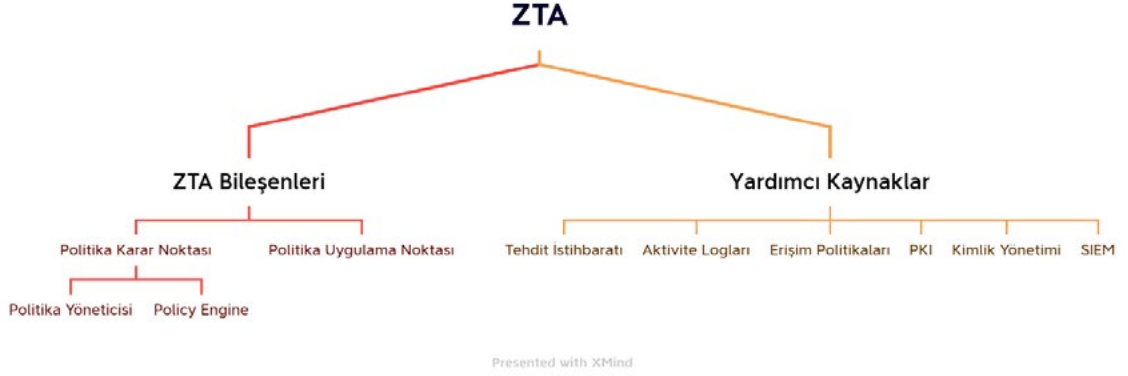 ZTA
ZTA Bileşenleri
Yardımcı Kaynaklar
Politika Karar Noktası
Politika Uygulama Noktası
Tehdit İstihbaratı
Aktivite Logları
Erişim Politikaları
PKI
Kimlik Yönetimi
SIEM
Politika Yöneticisi
Policy Engine
Presented with XMind